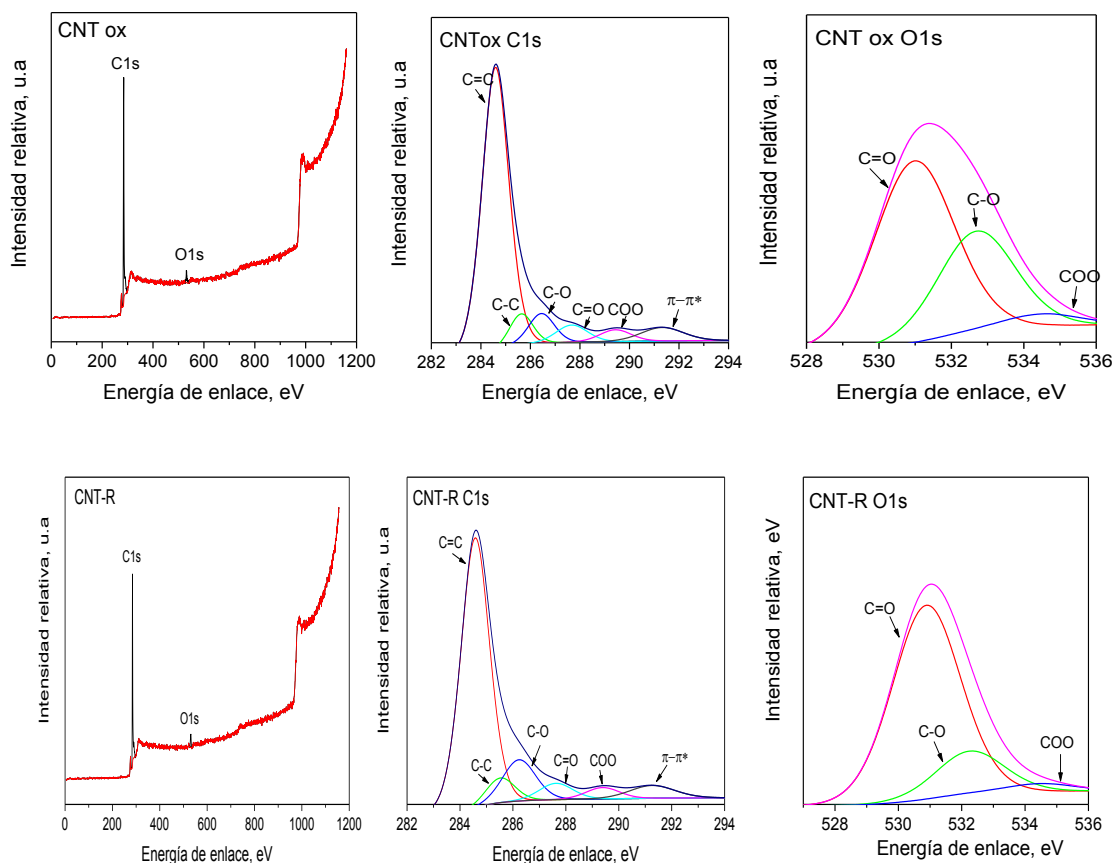 CNT ox
C1s
O1s
Intensidad relativa, u.a
0 200 400 600 800 1000 1200
Energía de enlace, eV
CNTox C1s
C=C
C-C
C-O
C=O
COO
π−π*
Intensidad relativa, u.a
282 284 286 288 290 292 294
Energía de enlace, eV
CNT ox O1s
C=O
C-O
COO
Intensidad relativa, u.a
528 530 532 534 536
Energía de enlace, eV
CNT-R
C1s
O1s
Intensidad relativa, u.a
0 200 400 600 800 1000 1200
Energía de enlace, eV
CNT-R C1s
C=C
C-O
C-C
C=O
COO
π−π*
Intensidad relativa, u.a
282 284 286 288 290 292 294
Energía de enlace, eV
CNT-R O1s
C=O
C-O
COO
Intensidad relativa, eV
528 530 532 534 536
Energía de enlace, eV